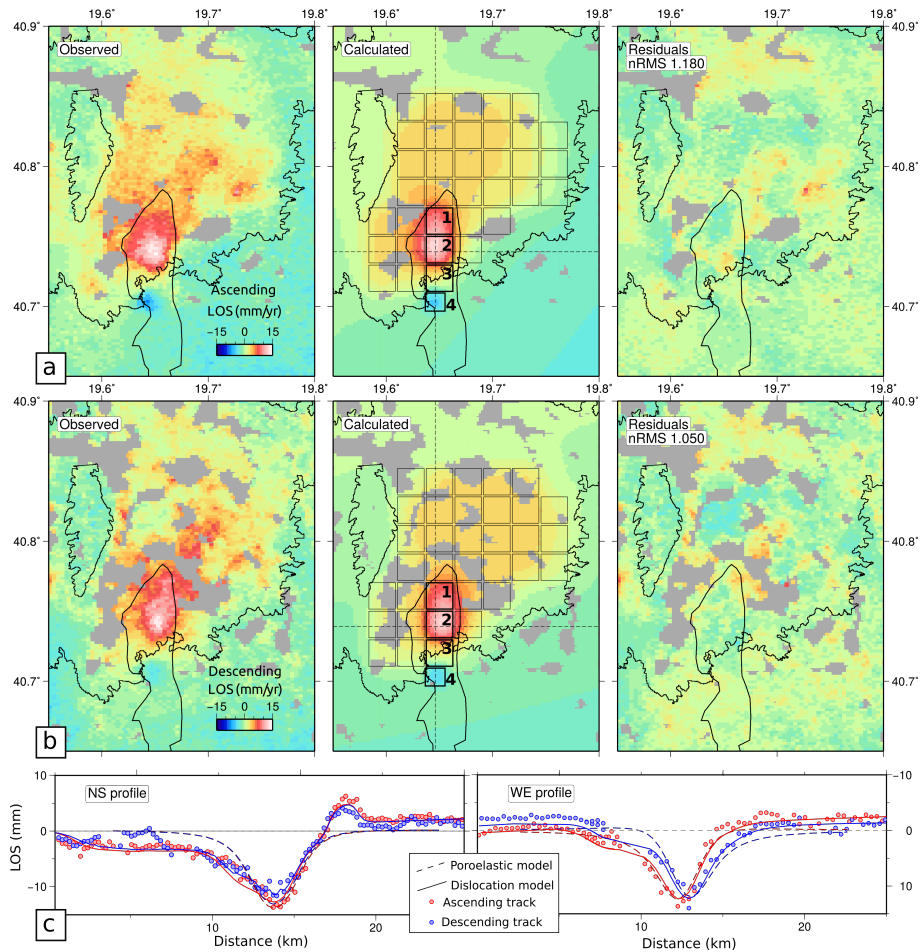 19.6˚ 19.7˚ 19.8˚ 19.6˚ 19.7˚ 19.8˚ 19.6˚ 19.7˚ 19.8˚
40.9˚ Observed Calculated Residuals 40.9˚
nRMS 1.180
40.8˚ 40.8˚
1
2
3
Ascending
40.7˚ 4 40.7˚
LOS (mm/yr)
−15 0 15
a
19.6˚ 19.7˚ 19.8˚ 19.6˚ 19.7˚ 19.8˚ 19.6˚ 19.7˚ 19.8˚
40.9˚ Observed Calculated Residuals 40.9˚
nRMS 1.050
40.8˚ 40.8˚
1
2
3
Descending
40.7˚ LOS (mm/yr) 4 40.7˚
−15 0 15
b
10 NS profile WE profile −10
LOS (mm)
0 0
−10 10
Poroelastic model
Dislocation model
Ascending track
Descending track
c
10 20 10 20
Distance (km) Distance (km)